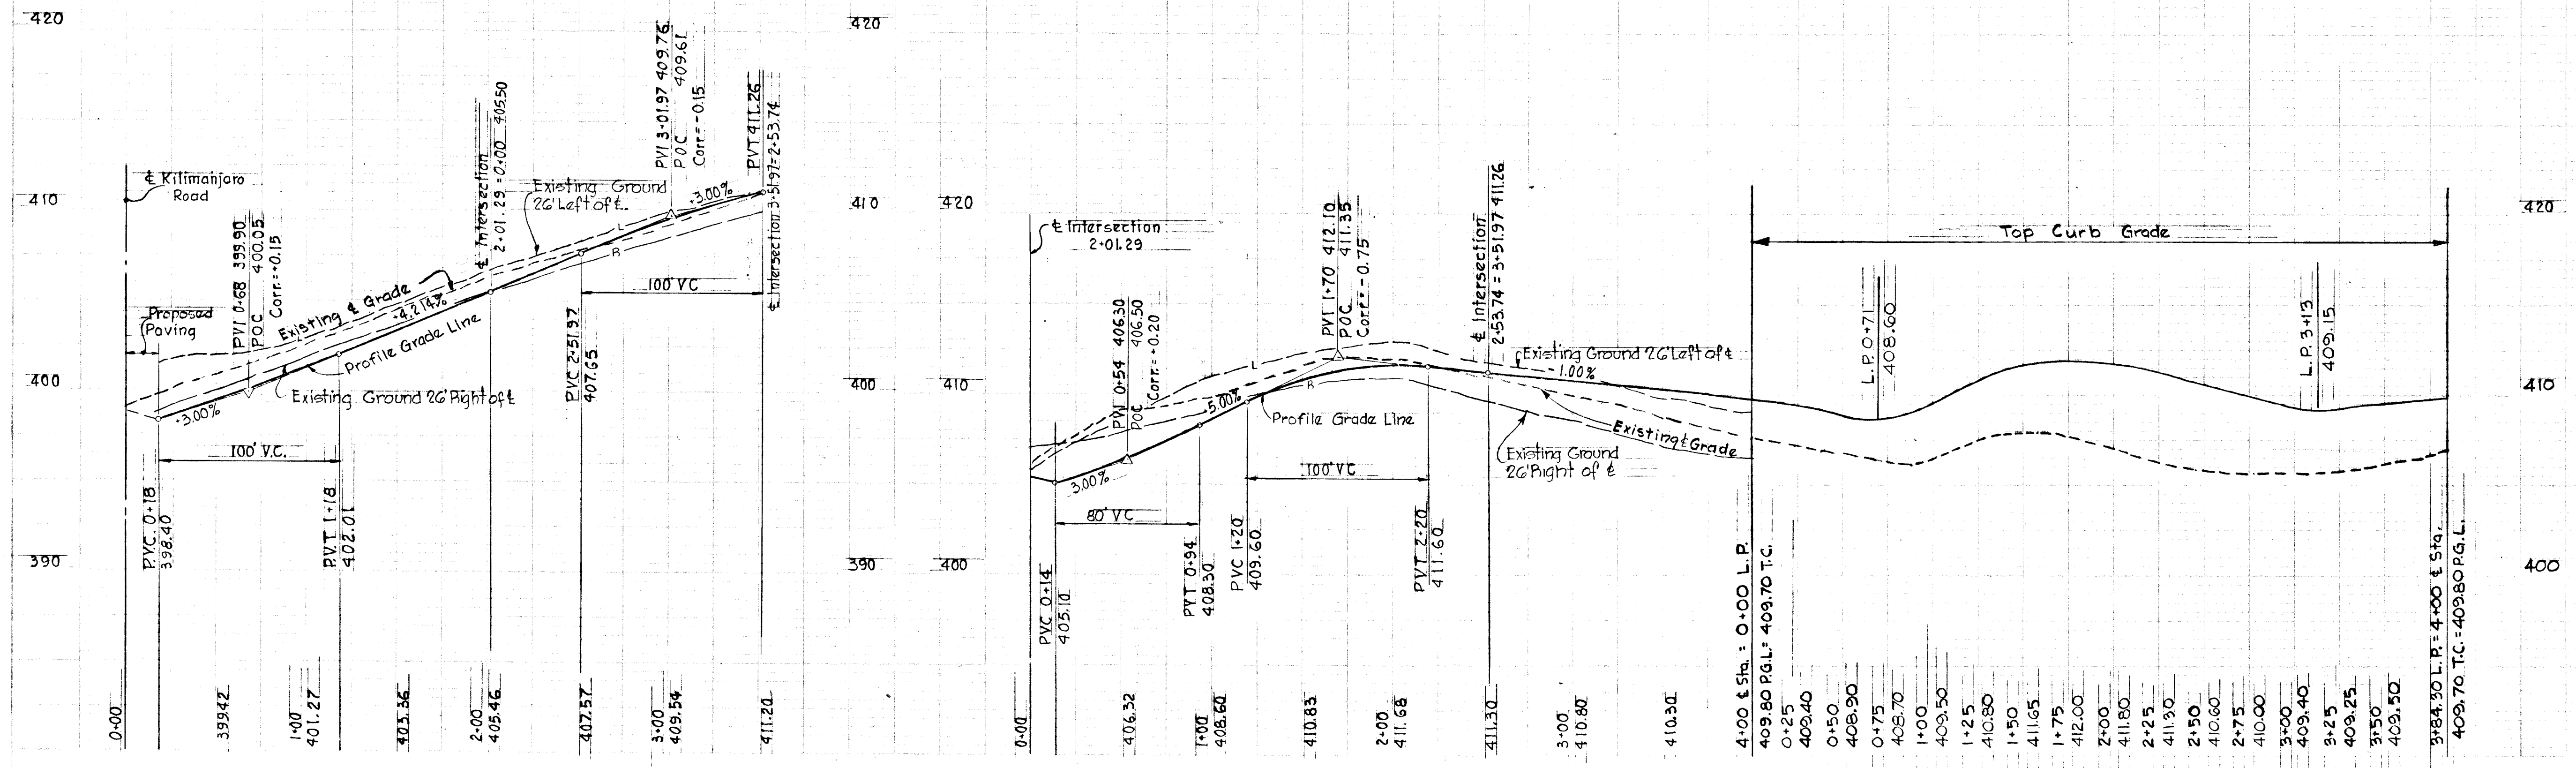 420
410
400
390
℄ Kilimanjaro
Road
Proposed
Paving
PVI 0+68 399.90
POC 400.05
Corr.=+0.15
Existing ℄ Grade
+4.214%
Profile Grade Line
Existing Ground 26' Right of ℄
+3.00%
100' V.C.
P.V.C. 0+18
398.40
P.V.T. 1+18
402.01
℄ Intersection
2+01.29 = 0+00 405.50
Existing Ground
26' Left of ℄
L
R
+3.00%
PVI 3+01.97 409.76
POC 409.61
Corr.=-0.15
PVT 411.26
℄ Intersection 3+51.97=2+53.74
100' VC
PVC 2+51.97
407.65
0+00
399.42
1+00
401.27
403.36
2+00
405.46
407.57
3+00
409.54
411.20
420
410
400
390
420
410
400
℄ Intersection
2+01.29
PVI 0+54 406.30
POC 406.50
Corr.=+0.20
3.00%
80' VC
PVC 0+14
405.10
PVT 0+94
408.30
+5.00%
PVC 1+20
409.60
L
R
PVI 1+70 412.10
POC 411.35
Corr.=-0.75
Profile Grade Line
100' VC
PVT 2+20
411.60
℄ Intersection
2+53.74 = 3+51.97 411.26
Existing Ground 26' Left of ℄
-1.00%
Existing ℄ Grade
Existing Ground
26' Right of ℄
0+00
406.32
1+00
408.60
410.83
2+00
411.68
411.30
3+00
410.80
410.30
Top Curb Grade
L.P. 0+71
408.60
L.P. 3+13
409.15
4+00 ℄ Sta. = 0+00 L.P.
409.80 P.G.L. = 409.70 T.C.
0+25
409.40
0+50
408.90
0+75
408.70
1+00
409.50
1+25
410.80
1+50
411.65
1+75
412.00
2+00
411.80
2+25
411.30
2+50
410.60
2+75
410.00
3+00
409.40
3+25
409.25
3+50
409.50
3+84.30 L.P. = 4+00 ℄ Sta.
409.70 T.C. = 409.80 P.G.L.
420
410
400